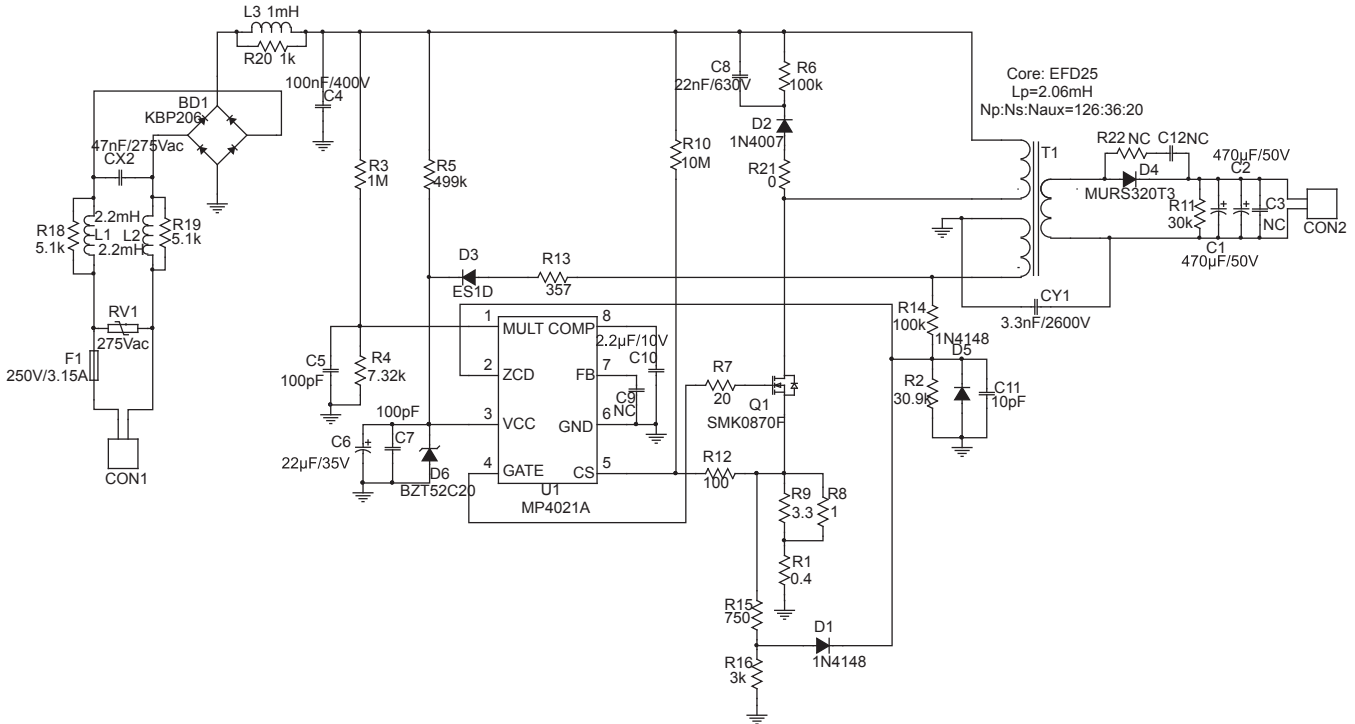 L3 1mH
R20 1k
100nF/400V
C4
BD1
KBP206
47nF/275Vac
CX2
R18
5.1k
2.2mH
L1
L2
2.2mH
R19
5.1k
RV1
275Vac
F1
250V/3.15A
CON1
R3
1M
R5
499k
C8
22nF/630V
R6
100k
D2
1N4007
R10
10M
R21
0
Core: EFD25
Lp=2.06mH
Np:Ns:Naux=126:36:20
T1
R22 NC
C12NC
D4
MURS320T3
470µF/50V
C2
R11
30k
C3
NC
C1
470µF/50V
CON2
D3
ES1D
R13
357
CY1
3.3nF/2600V
R14
100k
1N4148
D5
R2
30.9k
C11
10pF
C5
100pF
R4
7.32k
1
MULT
COMP
8
2
ZCD
FB
7
3
VCC
GND
6
4
GATE
CS
5
U1
MP4021A
2.2µF/10V
C10
C9
NC
100pF
C6
22µF/35V
C7
D6
BZT52C20
R7
20
Q1
SMK0870F
R12
100
R9
3.3
R8
1
R1
0.4
R15
750
D1
1N4148
R16
3k